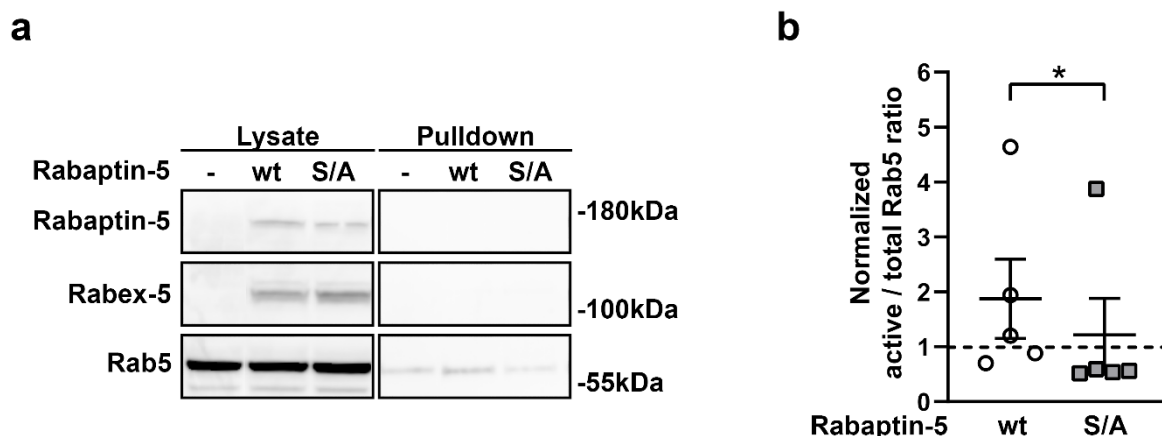 a
Lysate Pulldown
Rabaptin-5 - wt S/A - wt S/A
Rabaptin-5 -180kDa
Rabex-5 -100kDa
Rab5 -55kDa
b
Normalized
active / total Rab5 ratio
6
5
4
3
2
1
0
*
Rabaptin-5 wt S/A